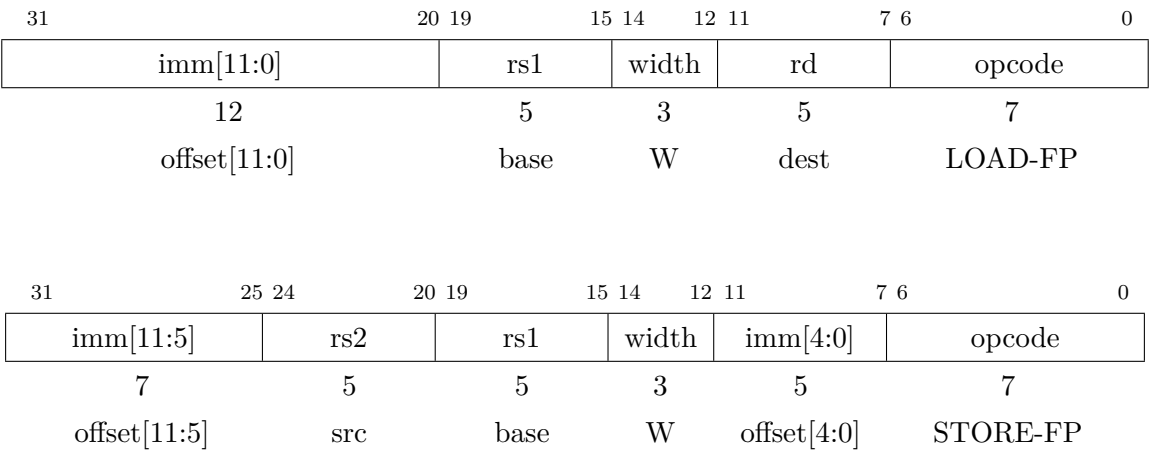 31 20 19 15 14 12 11 7 6 0
imm[11:0] rs1 width rd opcode
12 5 3 5 7
offset[11:0] base W dest LOAD-FP
31 25 24 20 19 15 14 12 11 7 6 0
imm[11:5] rs2 rs1 width imm[4:0] opcode
7 5 5 3 5 7
offset[11:5] src base W offset[4:0] STORE-FP